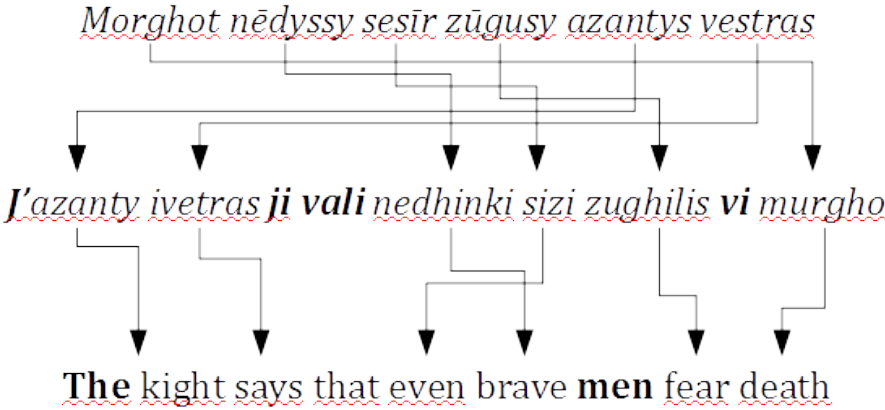 Morghot nēdyssy sesīr zūgusy azantys vestras
J’azanty ivetras ji vali nedhinki sizi zughilis vi murgho
The kight says that even brave men fear death